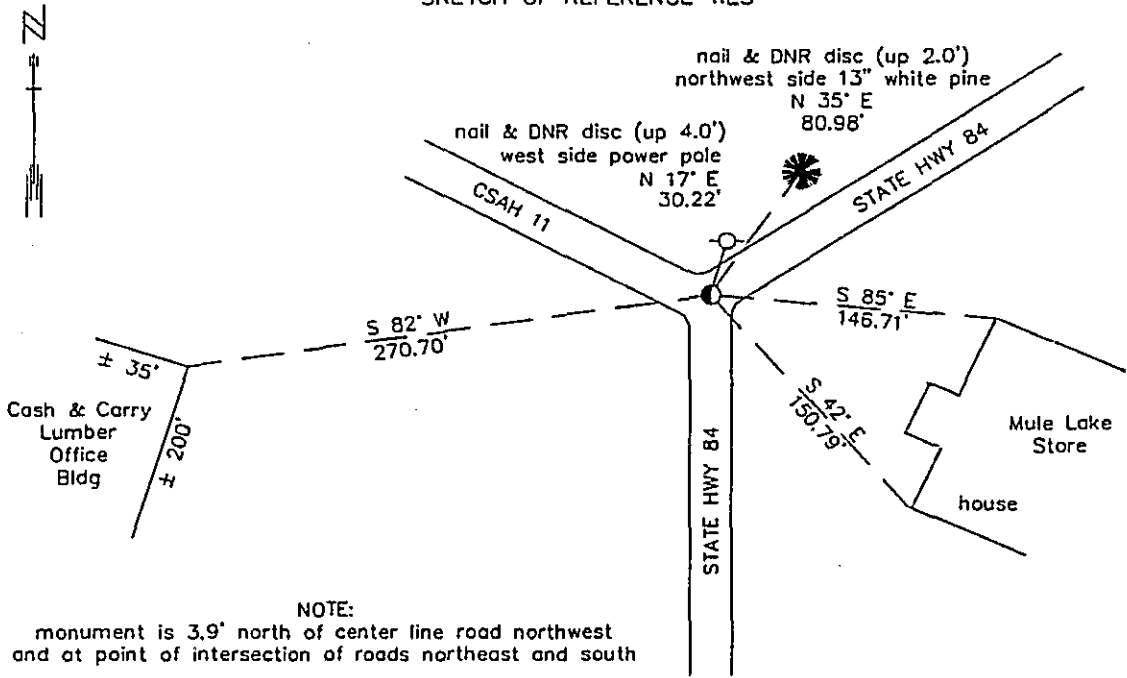 N
nail & DNR disc (up 2.0')
northwest side 13" white pine
N 35° E
80.98'
nail & DNR disc (up 4.0')
west side power pole
N 17° E
30.22'
CSAH 11
STATE HWY 84
S 82° W
270.70'
S 85° E
146.71'
S 42° E
150.79'
± 35'
± 200'
Cash & Carry
Lumber
Office
Bldg
Mule Lake
Store
house
STATE HWY 84
NOTE:
monument is 3.9' north of center line road northwest
and at point of intersection of roads northeast and south